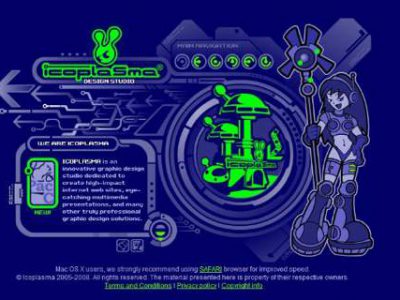 icoplasma®
DESIGN STUDIO
MAIN NAVIGATION
WE ARE ICOPLASMA
ICOPLASMA is an
innovative graphic design
studio dedicated to
create high-impact
internet web sites, eye-
catching multimedia
presentations, and many
other truly professional
graphic design solutions.
NEW!
icoplasma
Mac OS X users, we strongly recommend using SAFARI browser for improved speed.
© Icoplasma 2005-2008. All rights reserved. The material presented here is property of their respective owners.
Terms and Conditions | Privacy policy | Copyright info